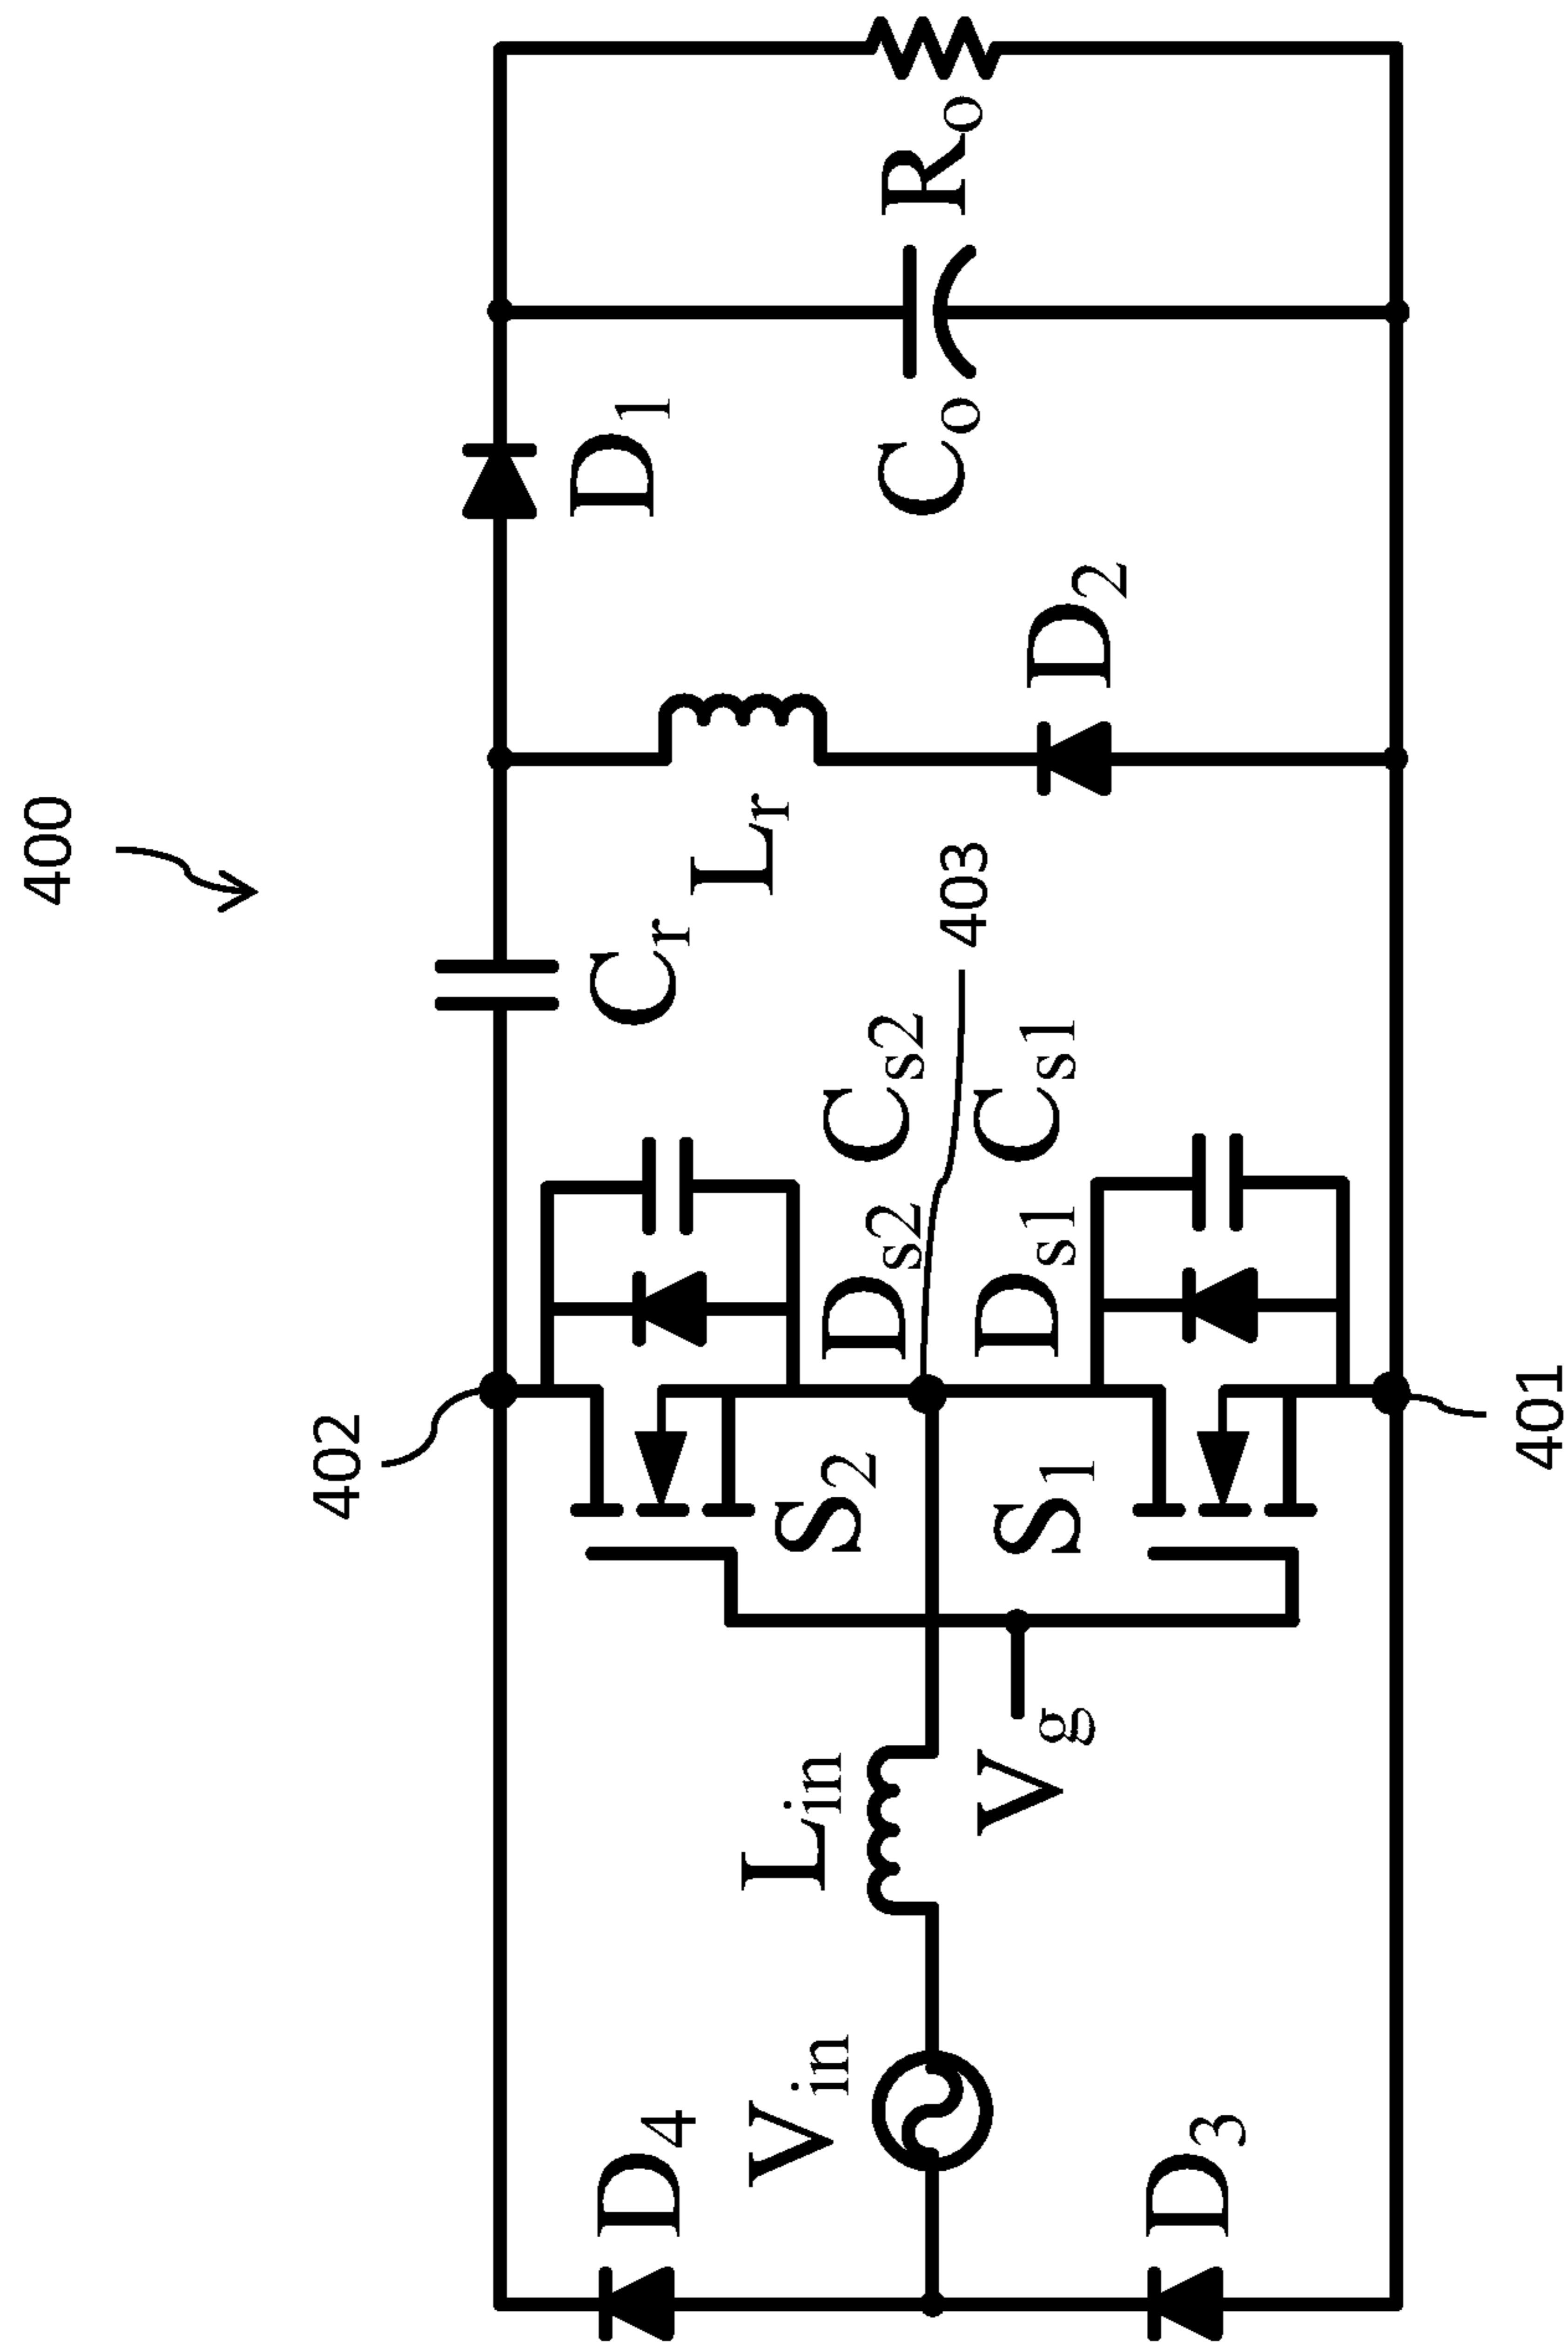 400
402
D4
Vin
Lin
Vg
S2
S1
Ds2 Cs2
Ds1 Cs1
403
401
Cr
Lr
D1
D2
Co
Ro
D3